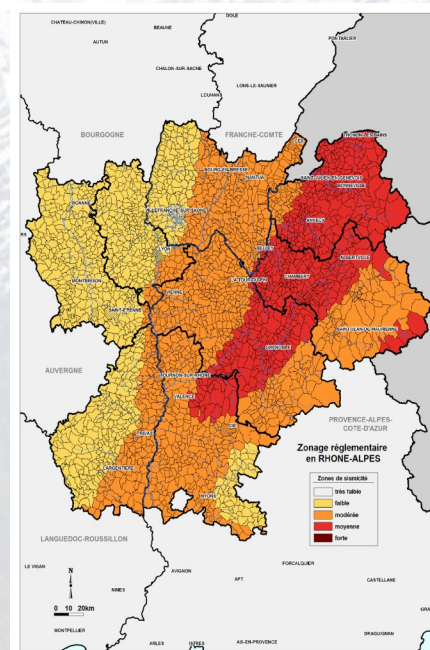 DOLE
CHATEAU-CHINON(VILLE)
BEAUNE
AUTUN
PONTARLIER
CHALON-SUR-SAONE
LONS-LE-SAUNIER
LOUHANS
BOURGOGNE
FRANCHE-COMTE
GEX
THONON-LES-BAINS
BOURG-EN-BRESSE
NANTUA
SAINT-JULIEN-EN-GENEVOIS
BONNEVILLE
ROANNE
VILLEFRANCHE-SUR-SAONE
ANNECY
LYON
BELLEY
ALBERTVILLE
MONTBRISON
LA-TOUR-DU-PIN
CHAMBERY
VIENNE
SAINT-ETIENNE
SAINT-JEAN-DE-MAURIENNE
GRENOBLE
AUVERGNE
TOURNON-SUR-RHONE
VALENCE
PROVENCE-ALPES-
COTE-D'AZUR
DIE
PRIVAS
Zonage règlementaire
en RHONE-ALPES
LARGENTIERE
Zones de sismicité
très faible
faible
NYONS
modérée
moyenne
forte
LANGUEDOC-ROUSSILLON
LE VIGAN
AVIGNON
FORCALQUIER
N
APT
CASTELLANE
NIMES
0 10 20km
MONTPELLIER
DRAGUIGNAN
ARLES
ISTRES
AIX-EN-PROVENCE